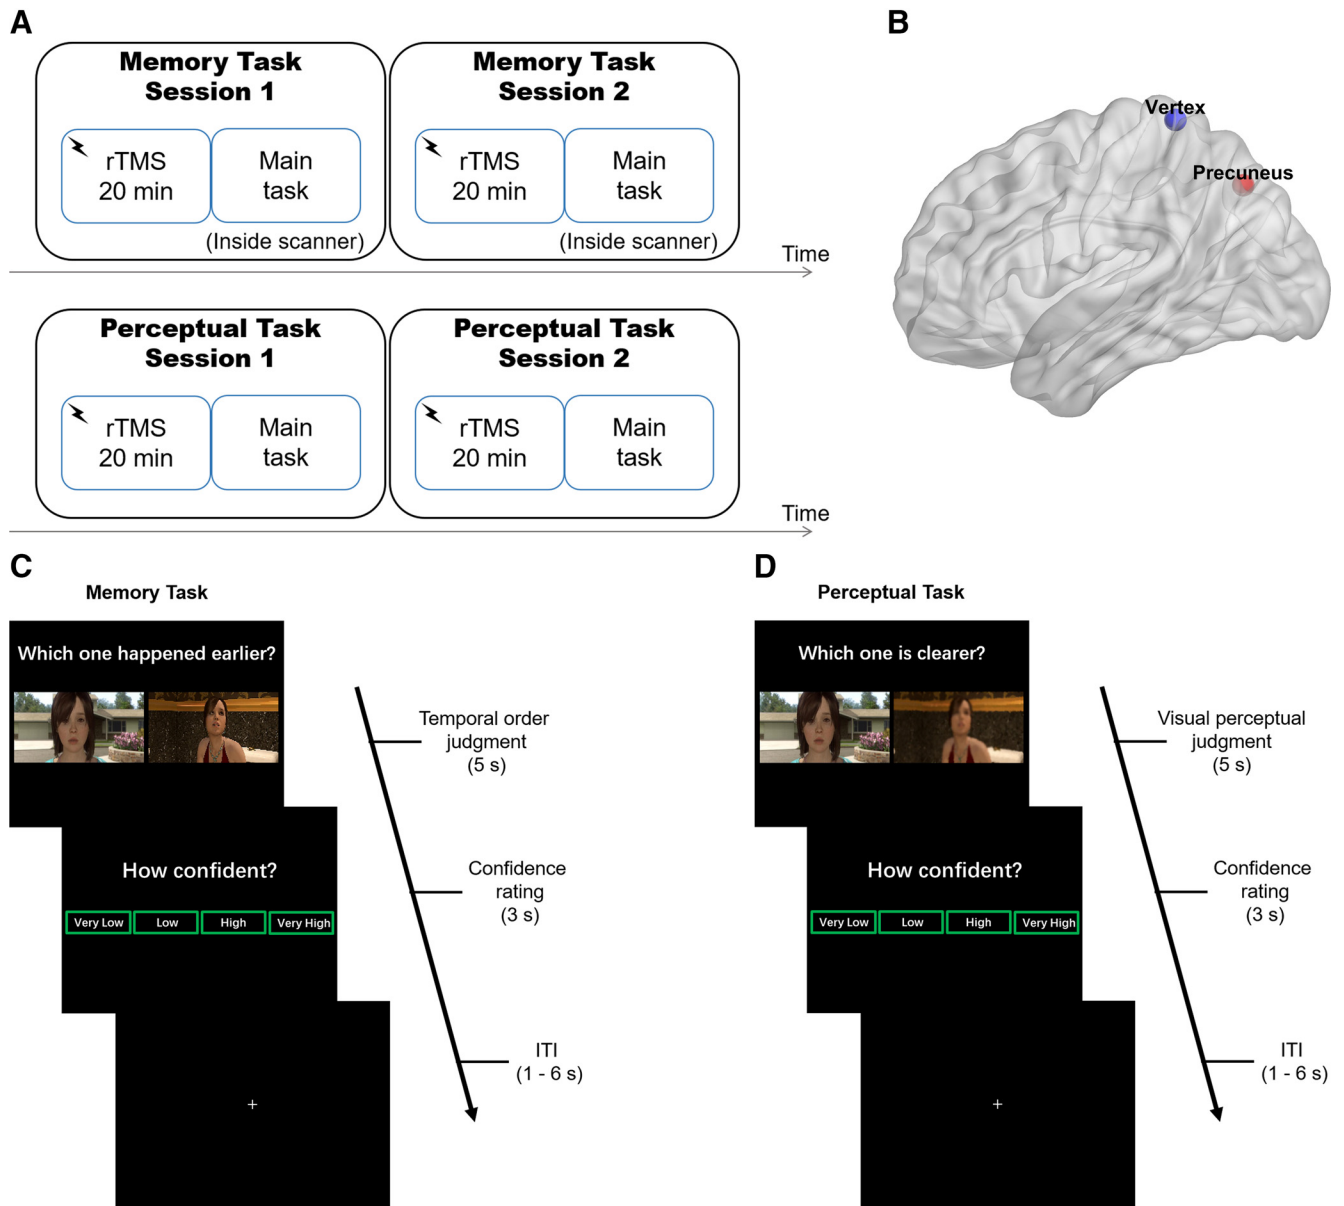 A
Memory Task
Session 1
rTMS
20 min
Main
task
(Inside scanner)
Memory Task
Session 2
rTMS
20 min
Main
task
(Inside scanner)
Time
Perceptual Task
Session 1
rTMS
20 min
Main
task
Perceptual Task
Session 2
rTMS
20 min
Main
task
Time
B
Vertex
Precuneus
C
Memory Task
Which one happened earlier?
Temporal order
judgment
(5 s)
How confident?
Very Low
Low
High
Very High
Confidence
rating
(3 s)
+
ITI
(1 - 6 s)
D
Perceptual Task
Which one is clearer?
Visual perceptual
judgment
(5 s)
How confident?
Very Low
Low
High
Very High
Confidence
rating
(3 s)
+
ITI
(1 - 6 s)